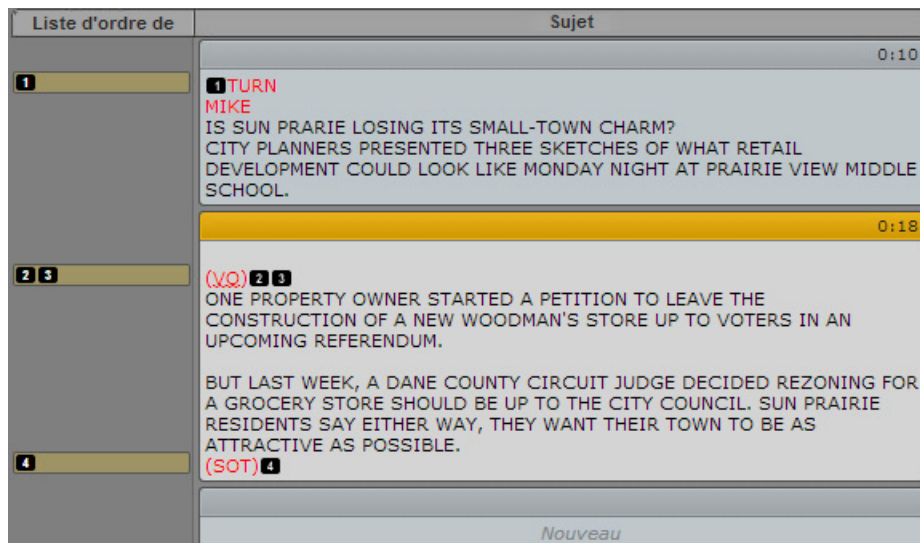 Liste d'ordre de Sujet
0:10
1 1TURN
MIKE
IS SUN PRARIE LOSING ITS SMALL-TOWN CHARM?
CITY PLANNERS PRESENTED THREE SKETCHES OF WHAT RETAIL
DEVELOPMENT COULD LOOK LIKE MONDAY NIGHT AT PRAIRIE VIEW MIDDLE
SCHOOL.
0:18
2 3 (VO) 2 3
ONE PROPERTY OWNER STARTED A PETITION TO LEAVE THE
CONSTRUCTION OF A NEW WOODMAN'S STORE UP TO VOTERS IN AN
UPCOMING REFERENDUM.
BUT LAST WEEK, A DANE COUNTY CIRCUIT JUDGE DECIDED REZONING FOR
A GROCERY STORE SHOULD BE UP TO THE CITY COUNCIL. SUN PRAIRIE
RESIDENTS SAY EITHER WAY, THEY WANT THEIR TOWN TO BE AS
ATTRACTIVE AS POSSIBLE.
4 (SOT) 4
Nouveau